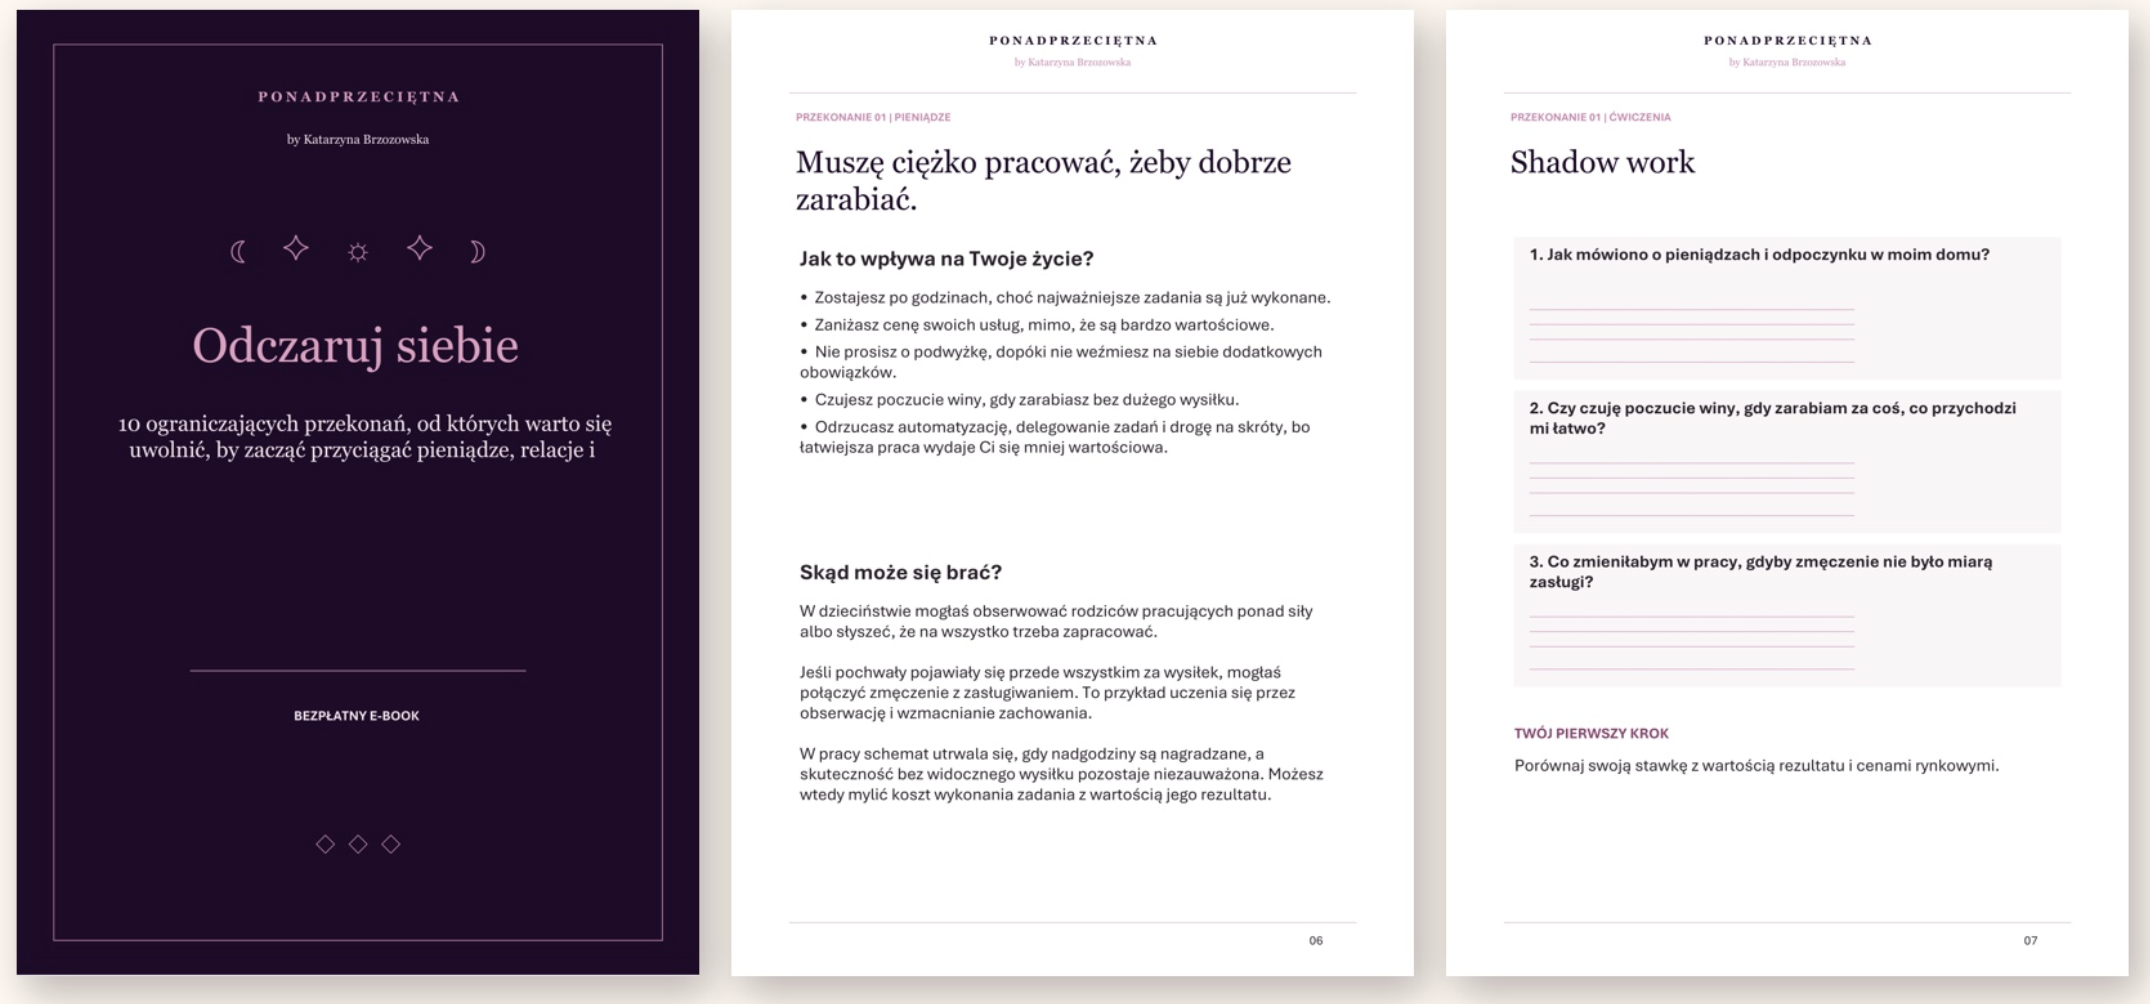 PONADPRZECIĘTNA
by Katarzyna Brzozowska
Odczaruj siebie
10 ograniczających przekonań, od których warto się
uwolnić, by zacząć przyciągać pieniądze, relacje i
BEZPŁATNY E-BOOK
PONADPRZECIĘTNA
by Katarzyna Brzozowska
PRZEKONANIE 01 | PIENIĄDZE
Muszę ciężko pracować, żeby dobrze
zarabiać.
Jak to wpływa na Twoje życie?
• Zostajesz po godzinach, choć najważniejsze zadania są już wykonane.
• Zaniżasz cenę swoich usług, mimo, że są bardzo wartościowe.
• Nie prosisz o podwyżkę, dopóki nie weźmiesz na siebie dodatkowych
obowiązków.
• Czujesz poczucie winy, gdy zarabiasz bez dużego wysiłku.
• Odrzucasz automatyzację, delegowanie zadań i drogę na skróty, bo
łatwiejsza praca wydaje Ci się mniej wartościowa.
Skąd może się brać?
W dzieciństwie mogłaś obserwować rodziców pracujących ponad siły
albo słyszeć, że na wszystko trzeba zapracować.
Jeśli pochwały pojawiały się przede wszystkim za wysiłek, mogłaś
połączyć zmęczenie z zasługiwaniem. To przykład uczenia się przez
obserwację i wzmacnianie zachowania.
W pracy schemat utrwala się, gdy nadgodziny są nagradzane, a
skuteczność bez widocznego wysiłku pozostaje niezauważona. Możesz
wtedy mylić koszt wykonania zadania z wartością jego rezultatu.
06
PONADPRZECIĘTNA
by Katarzyna Brzozowska
PRZEKONANIE 01 | ĆWICZENIA
Shadow work
1. Jak mówiono o pieniądzach i odpoczynku w moim domu?
2. Czy czuję poczucie winy, gdy zarabiam za coś, co przychodzi
mi łatwo?
3. Co zmieniłabym w pracy, gdyby zmęczenie nie było miarą
zasługi?
TWÓJ PIERWSZY KROK
Porównaj swoją stawkę z wartością rezultatu i cenami rynkowymi.
07